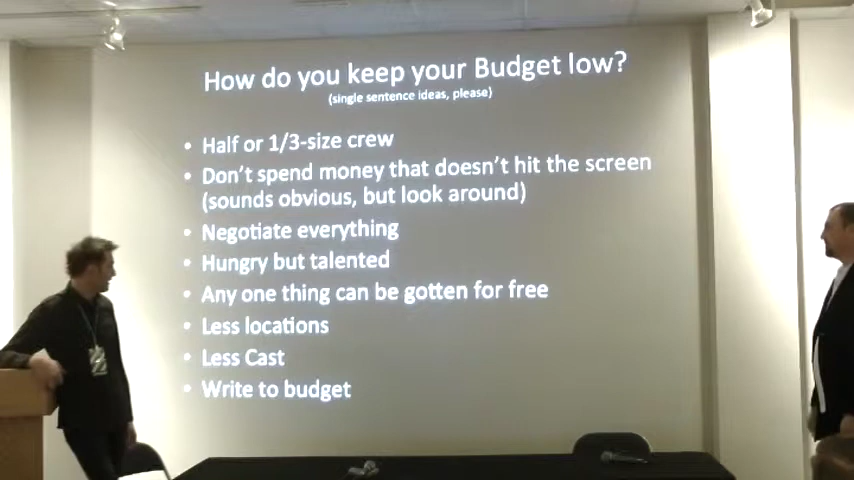 How do you keep your Budget low?
(single sentence ideas, please)
• Half or 1/3-size crew
• Don't spend money that doesn't hit the screen
(sounds obvious, but look around)
• Negotiate everything
• Hungry but talented
• Any one thing can be gotten for free
• Less locations
• Less Cast
• Write to budget